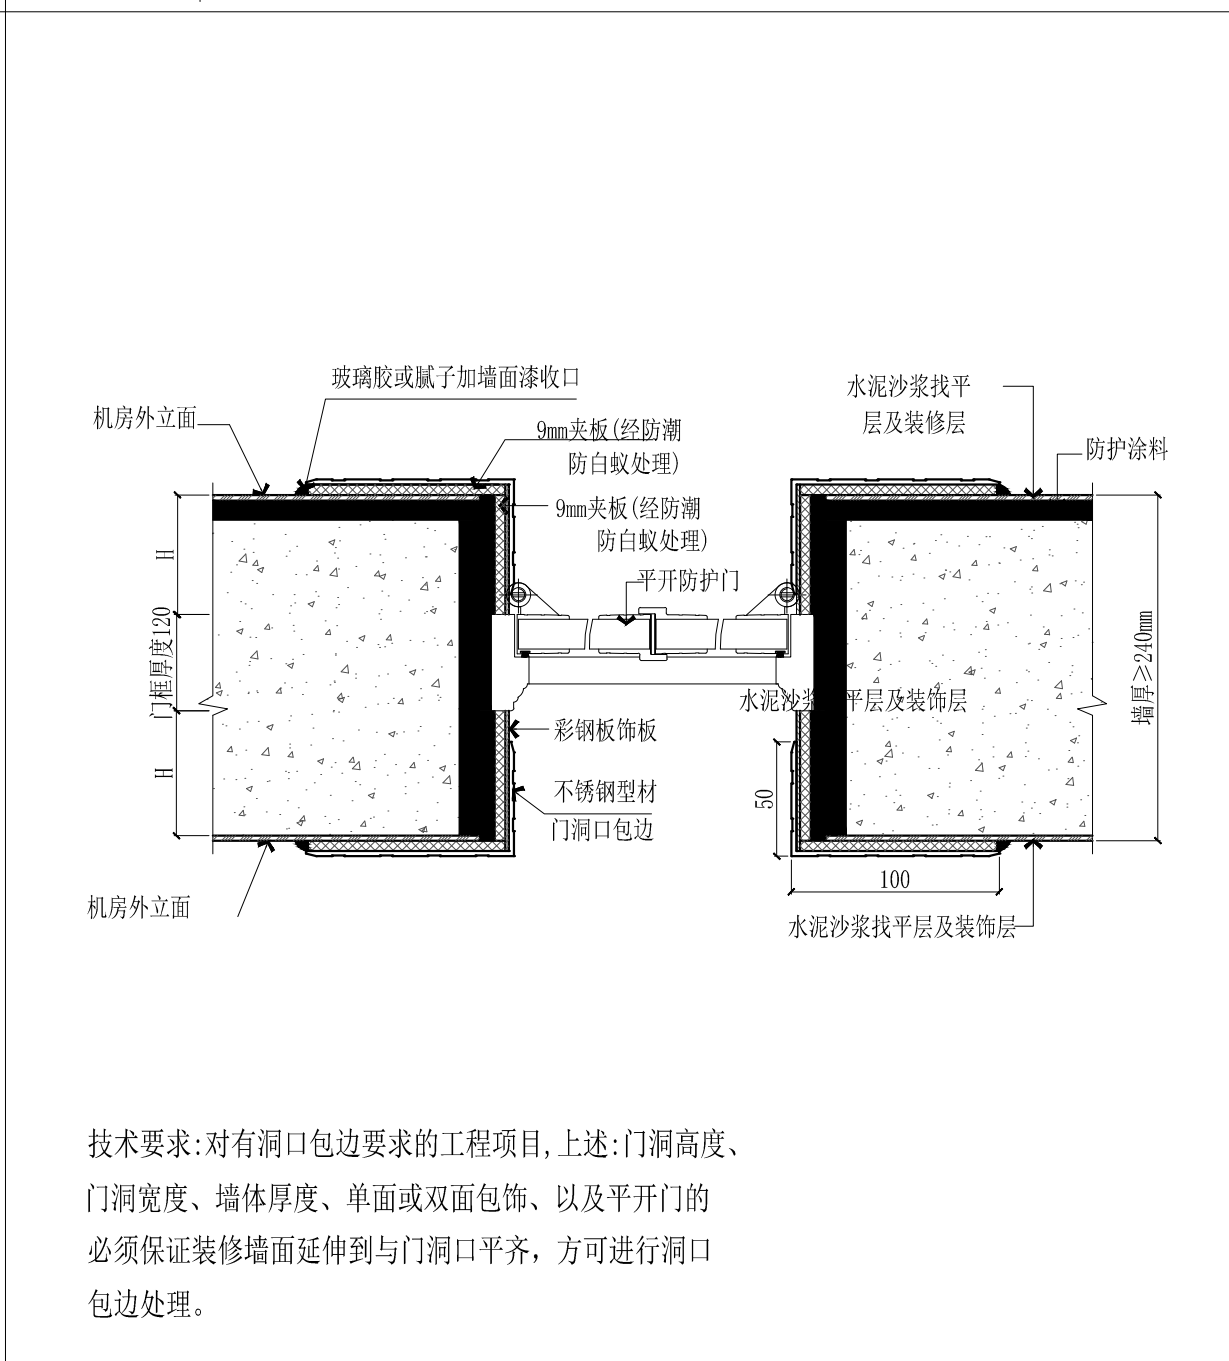 玻璃胶或腻子加墙面漆收口
水泥沙浆找平
层及装修层
机房外立面
9mm夹板(经防潮
防白蚁处理)
防护涂料
9mm夹板(经防潮
防白蚁处理)
H
平开防护门
门框厚度120
墙厚≥240mm
水泥沙浆 平层及装饰层
彩钢板饰板
H
不锈钢型材
50
门洞口包边
100
机房外立面
水泥沙浆找平层及装饰层
技术要求:对有洞口包边要求的工程项目,上述:门洞高度、
门洞宽度、墙体厚度、单面或双面包饰、以及平开门的
必须保证装修墙面延伸到与门洞口平齐，方可进行洞口
包边处理。